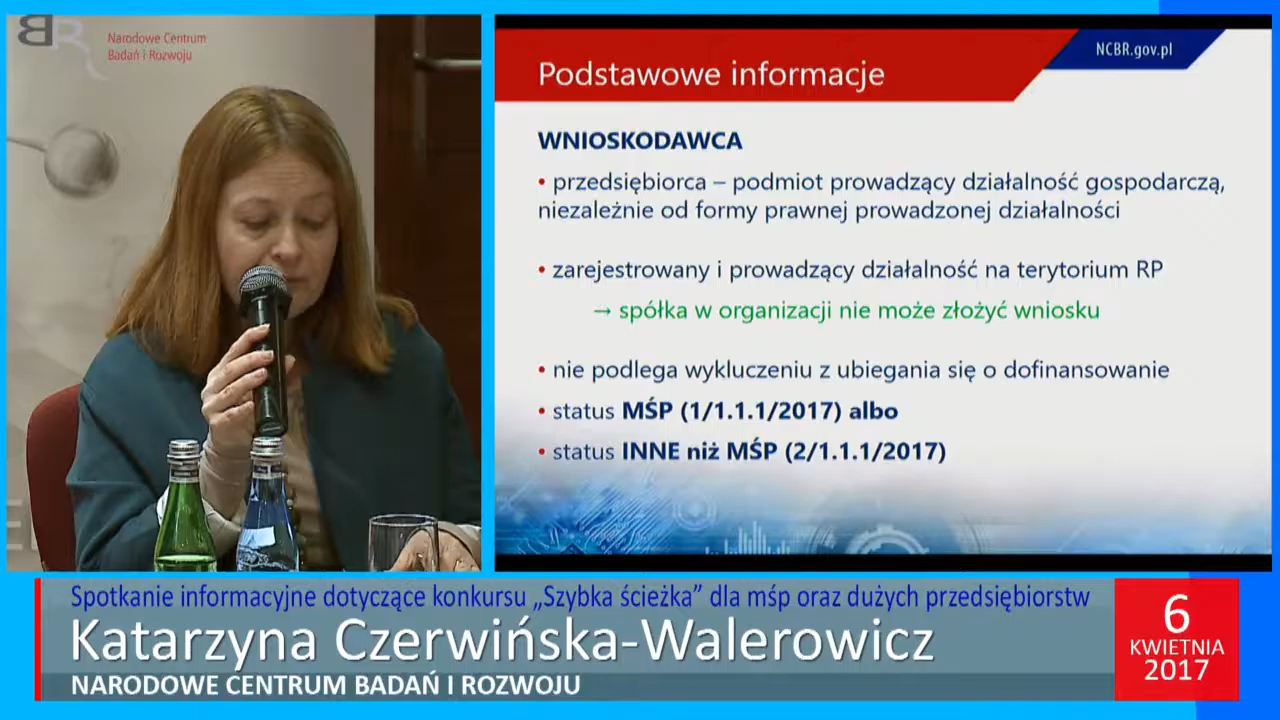 BR
Narodowe Centrum
Badań i Rozwoju
NCBR.gov.pl
Podstawowe informacje
WNIOSKODAWCA
• przedsiębiorca – podmiot prowadzący działalność gospodarczą,
niezależnie od formy prawnej prowadzonej działalności
• zarejestrowany i prowadzący działalność na terytorium RP
→ spółka w organizacji nie może złożyć wniosku
• nie podlega wykluczeniu z ubiegania się o dofinansowanie
• status MŚP (1/1.1.1/2017) albo
• status INNE niż MŚP (2/1.1.1/2017)
Spotkanie informacyjne dotyczące konkursu „Szybka ścieżka” dla mśp oraz dużych przedsiębiorstw
Katarzyna Czerwińska-Walerowicz
NARODOWE CENTRUM BADAŃ I ROZWOJU
6
KWIETNIA
2017